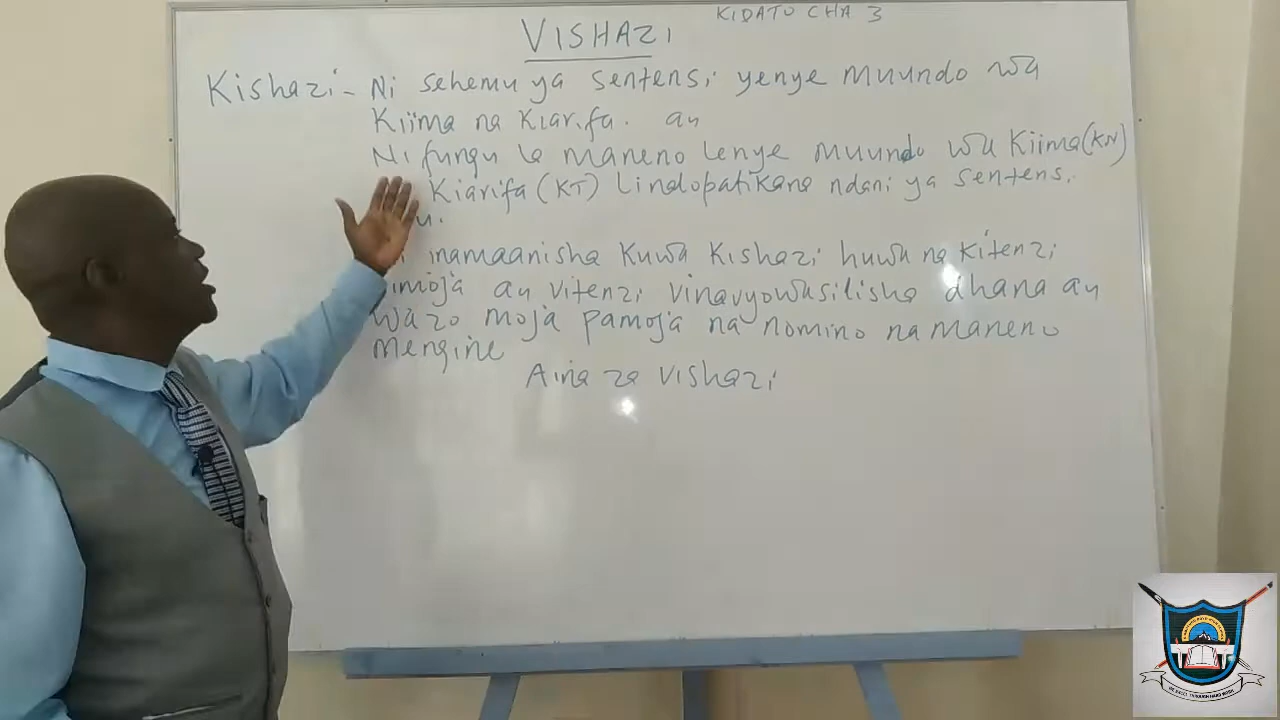 KIDATO CHA 3
VISHAZI
Kishazi - Ni sehemu ya sentensi yenye muundo wa
Kiima na Kiarifa. au
Ni fungu la maneno lenye muundo wa Kiima (KN)
Kiarifa (KT) linalopatikana ndani ya sentensi
u.
inamaanisha kuwa Kishazi huwa na kitenzi
kimoja au vitenzi vinavyowasilisha dhana au
wazo moja pamoja na nomino na maneno
mengine
Aina za vishazi